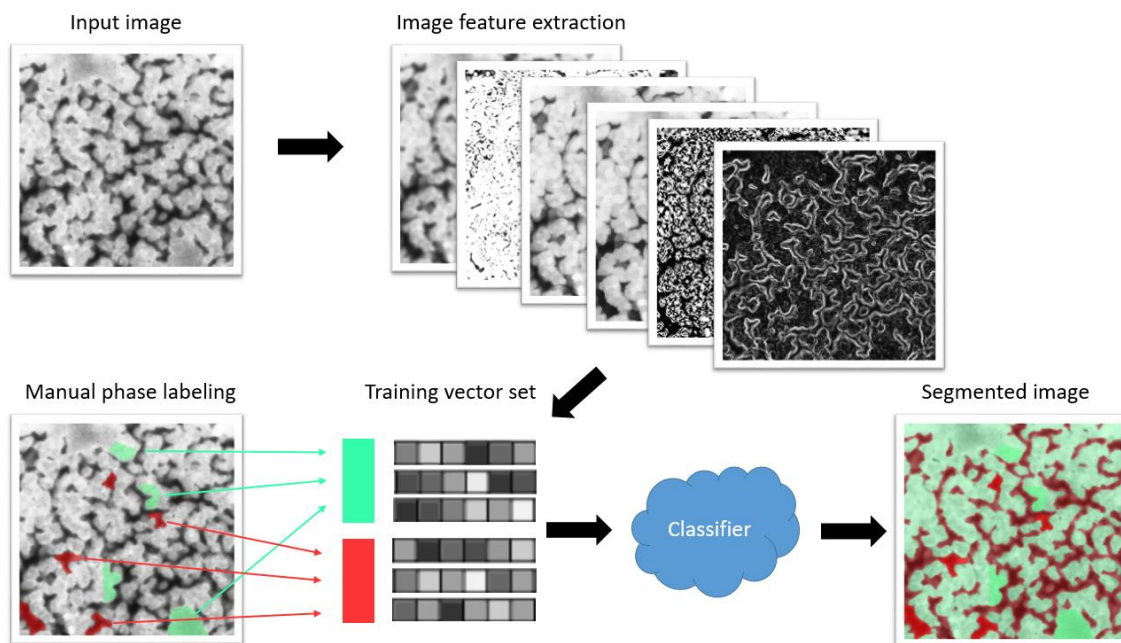 Input image
Image feature extraction
Manual phase labeling
Training vector set
Segmented image
Classifier